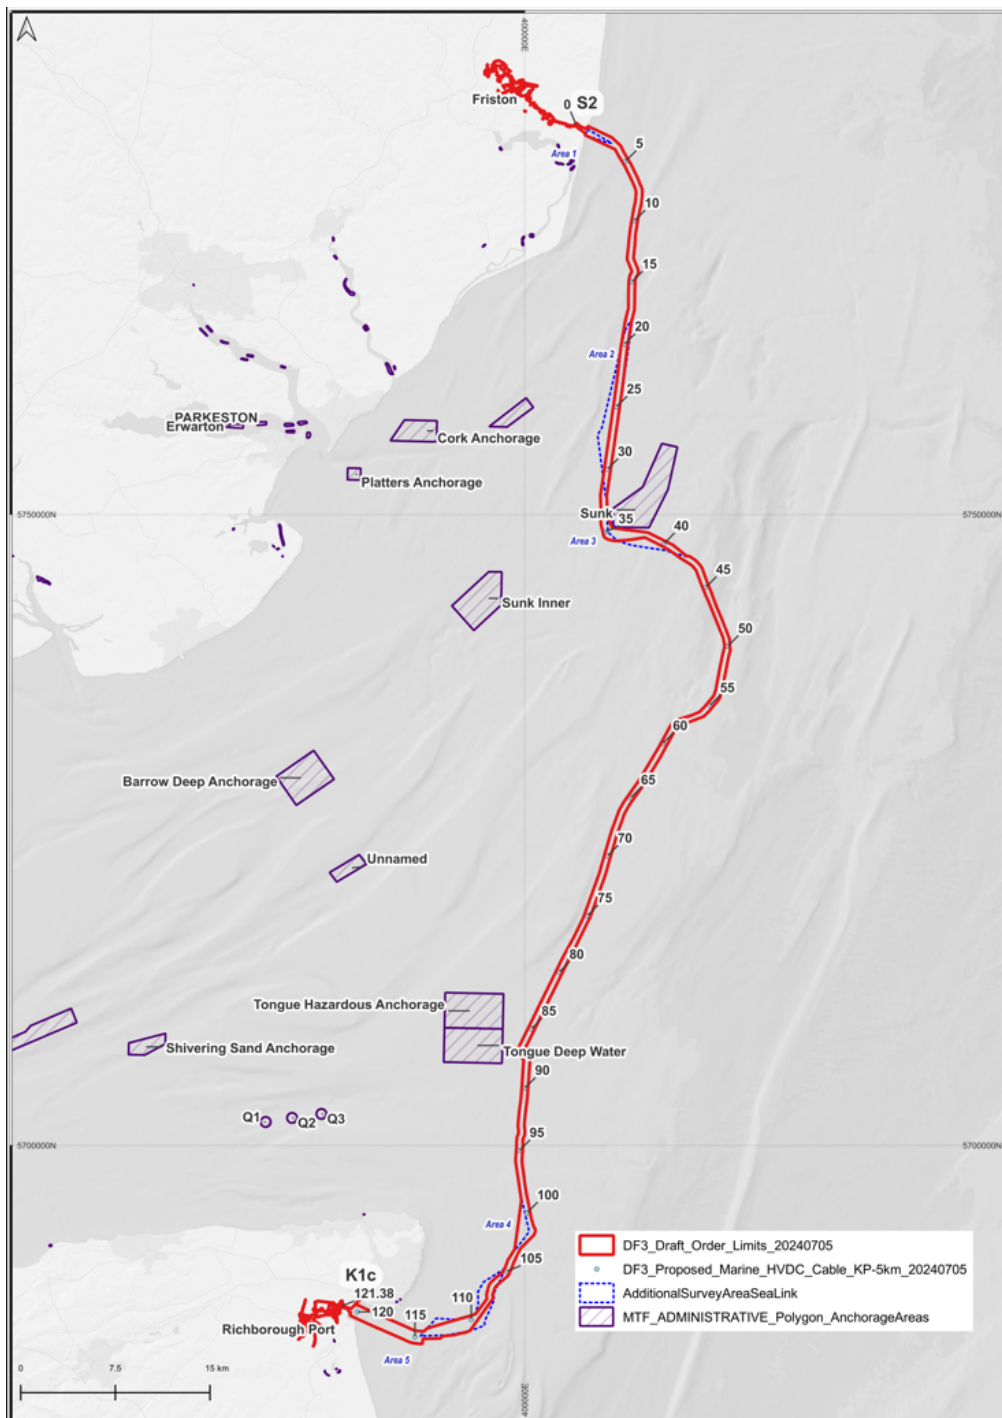 400000E
Friston
0
S2
Area 1
5
10
15
20
Area 2
25
PARKESTON
Erwarton
Cork Anchorage
30
Platters Anchorage
Sunk
35
5750000N
5750000N
Area 3
40
45
Sunk Inner
50
55
60
Barrow Deep Anchorage
65
70
Unnamed
75
80
Tongue Hazardous Anchorage
85
Shivering Sand Anchorage
Tongue Deep Water
90
Q1
Q2
Q3
95
5700000N
5700000N
100
Area 4
105
K1c
121.38
120
115
110
Richborough Port
Area 5
DF3_Draft_Order_Limits_20240705
DF3_Proposed_Marine_HVDC_Cable_KP-5km_20240705
AdditionalSurveyAreaSeaLink
MTF_ADMINISTRATIVE_Polygon_AnchorageAreas
0
7.5
15 km
400000E